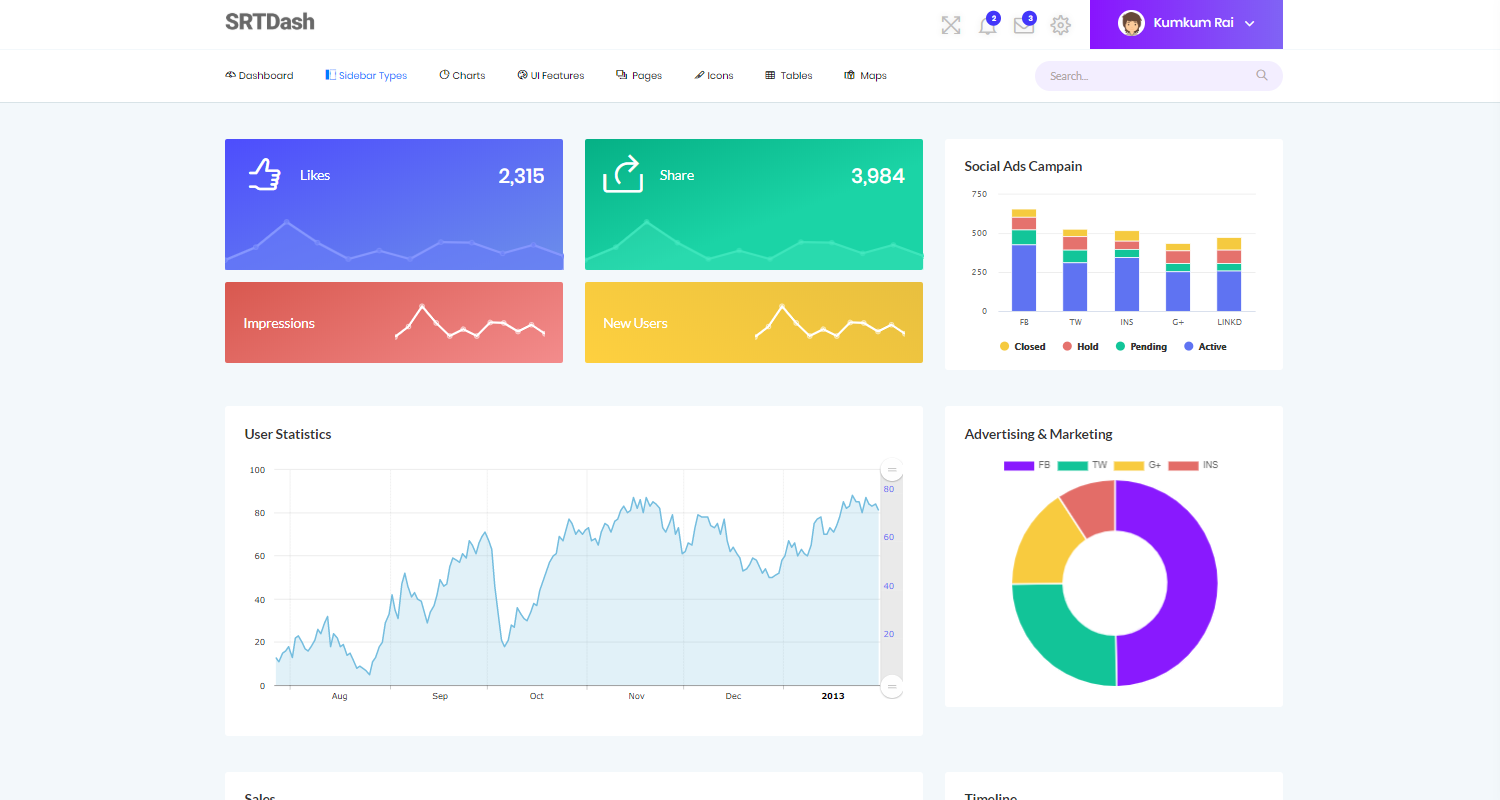 SRTDash
2
3
Kumkum Rai
Dashboard
Sidebar Types
Charts
UI Features
Pages
Icons
Tables
Maps
Search...
Likes
2,315
Share
3,984
Impressions
New Users
Social Ads Campain
750
500
250
0
FB
TW
INS
G+
LINKD
Closed
Hold
Pending
Active
User Statistics
100
80
60
40
20
0
80
60
40
20
Aug
Sep
Oct
Nov
Dec
2013
Advertising & Marketing
FB
TW
G+
INS
Sales
Timeline